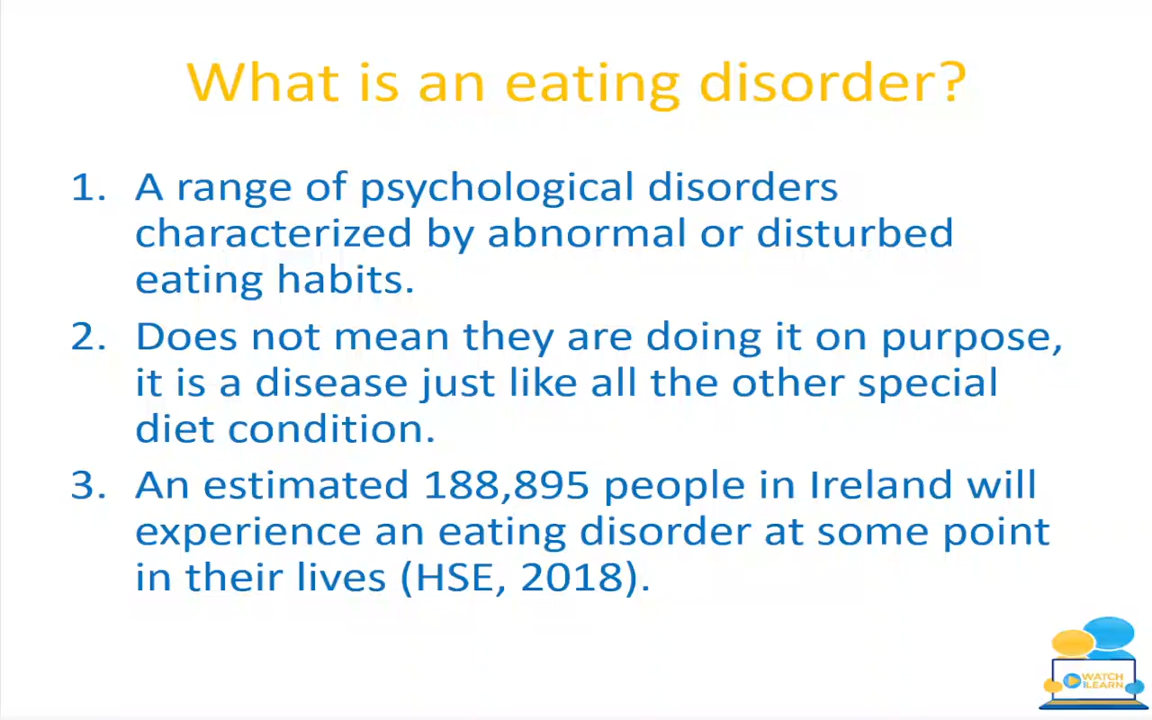 What is an eating disorder?
1. A range of psychological disorders
characterized by abnormal or disturbed
eating habits.
2. Does not mean they are doing it on purpose,
it is a disease just like all the other special
diet condition.
3. An estimated 188,895 people in Ireland will
experience an eating disorder at some point
in their lives (HSE, 2018).
WATCH
LEARN